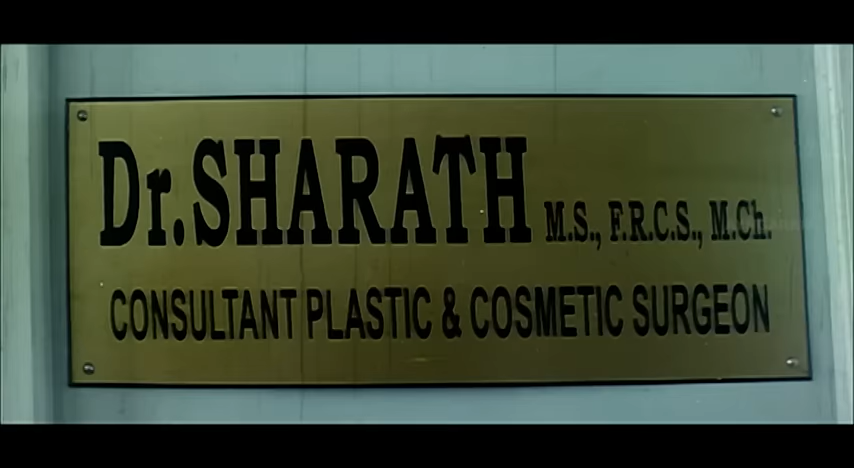 Dr. SHARATH M.S., F.R.C.S., M.Ch.
CONSULTANT PLASTIC & COSMETIC SURGEON